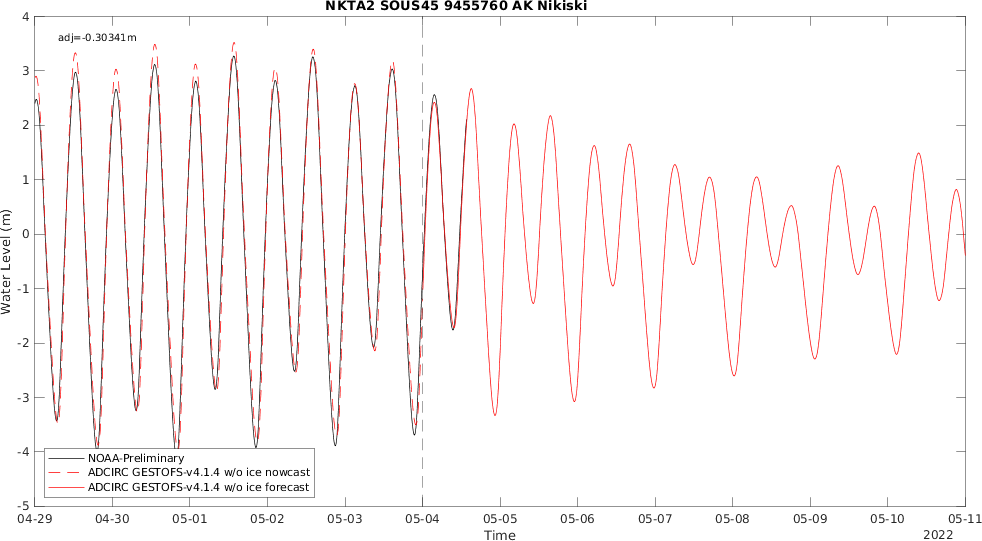 NKTA2 SOUS45 9455760 AK Nikiski
adj=-0.30341m
4
3
2
1
0
-1
-2
-3
-4
-5
Water Level (m)
NOAA-Preliminary
ADCIRC GESTOFS-v4.1.4 w/o ice nowcast
ADCIRC GESTOFS-v4.1.4 w/o ice forecast
04-29 04-30 05-01 05-02 05-03 05-04 05-05 05-06 05-07 05-08 05-09 05-10 05-11
Time
2022